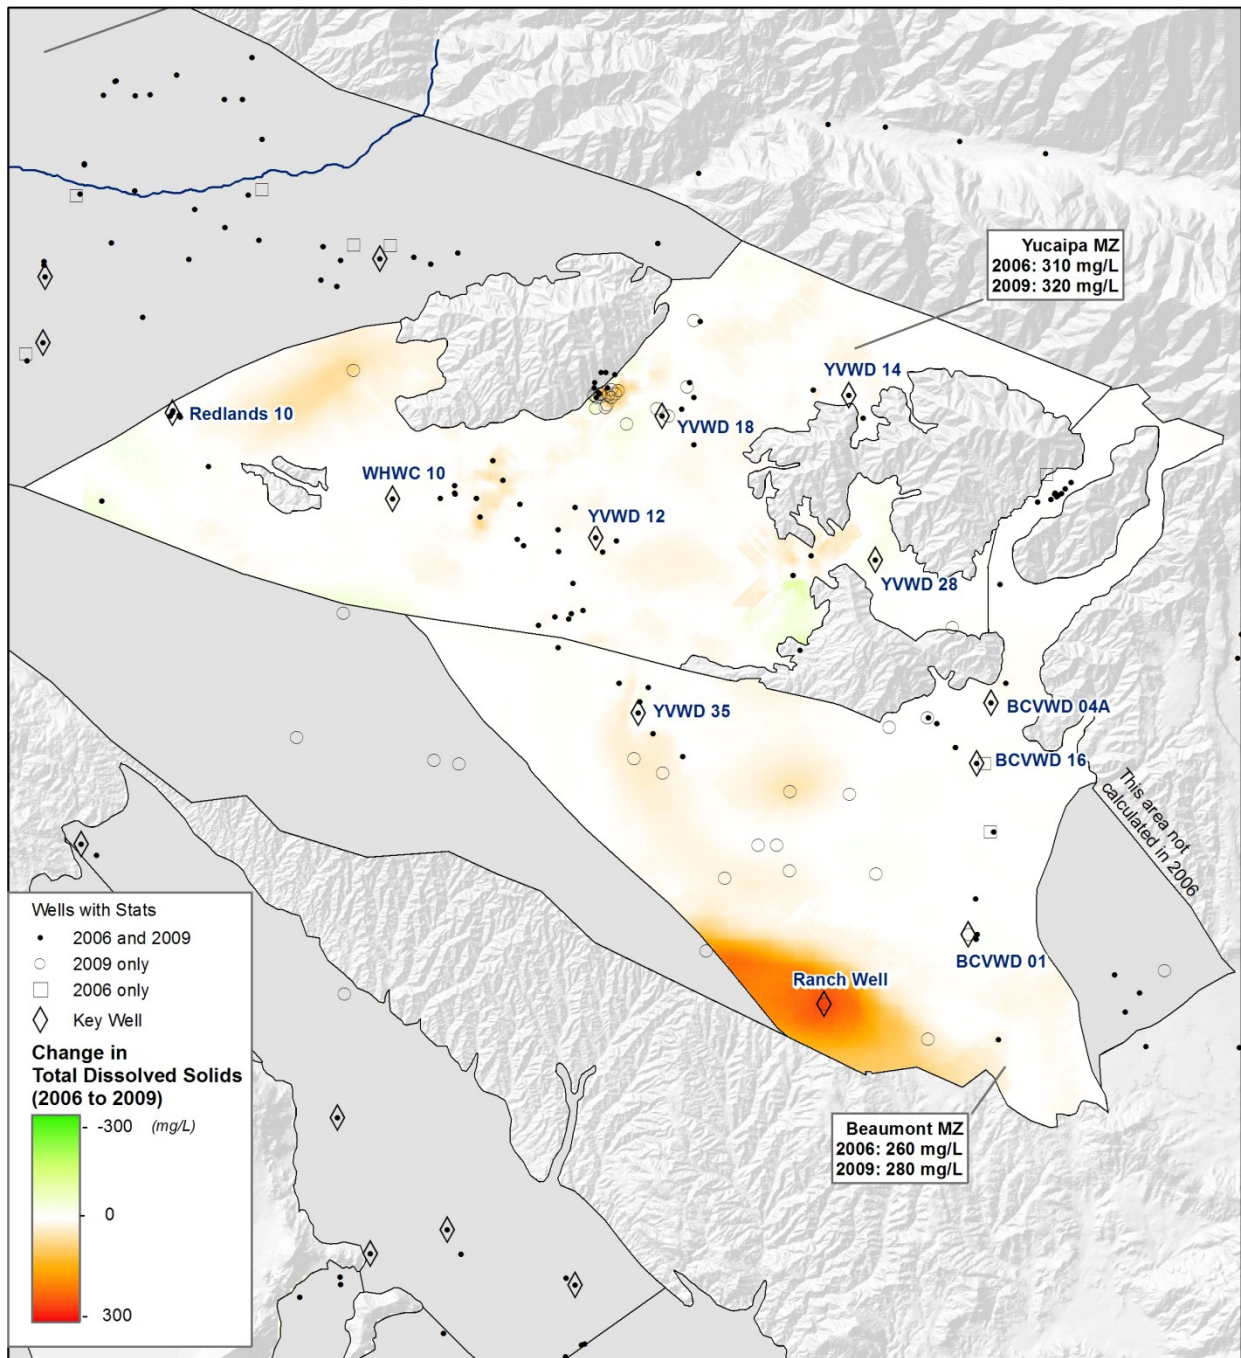 Yucaipa MZ
2006: 310 mg/L
2009: 320 mg/L
YVWD 14
Redlands 10
YVWD 18
WHWC 10
YVWD 12
YVWD 28
YVWD 35
BCVWD 04A
BCVWD 16
This area not
calculated in 2006
BCVWD 01
Ranch Well
Wells with Stats
2006 and 2009
2009 only
2006 only
Key Well
Change in
Total Dissolved Solids
(2006 to 2009)
- -300 (mg/L)
- 0
- 300
Beaumont MZ
2006: 260 mg/L
2009: 280 mg/L